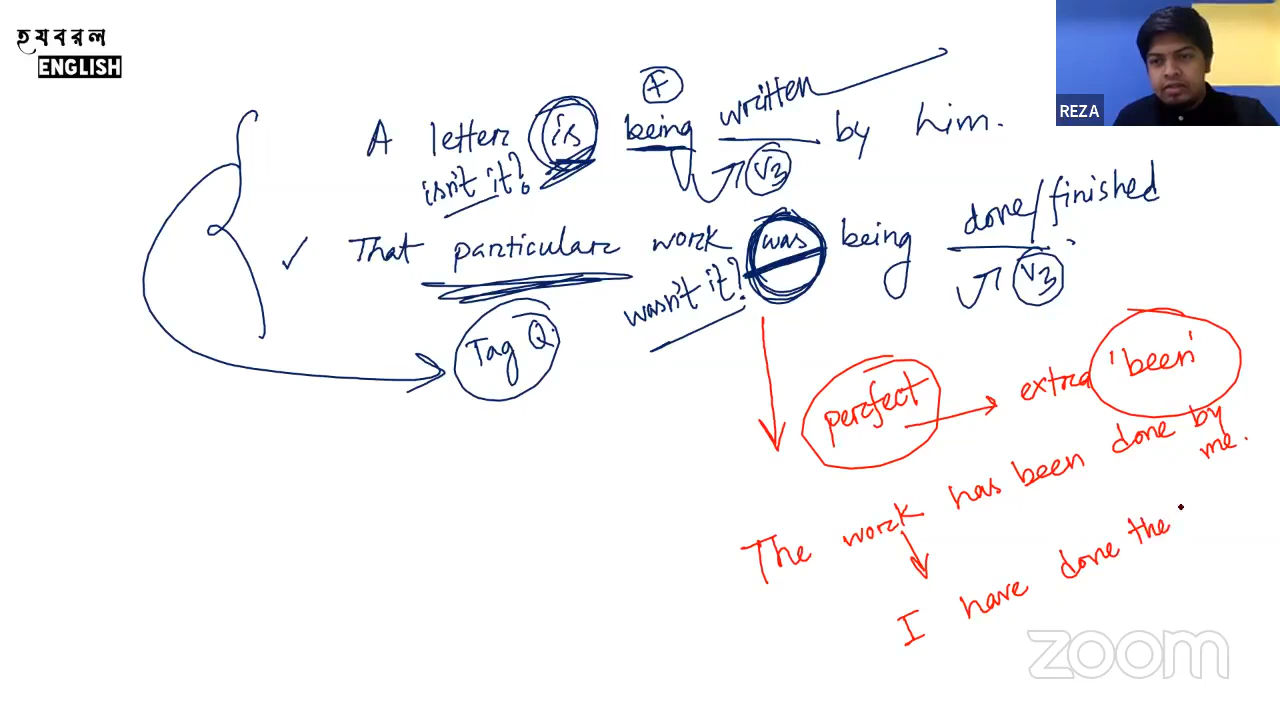 হযবরল
ENGLISH
REZA
+
A letter is being written by him.
isn't it?
V3
✓ That particular work was being done/finished.
wasn't it?
V3
Tag Q.
perfect → extra 'been'
The work has been done by me.
I have done the
zoom